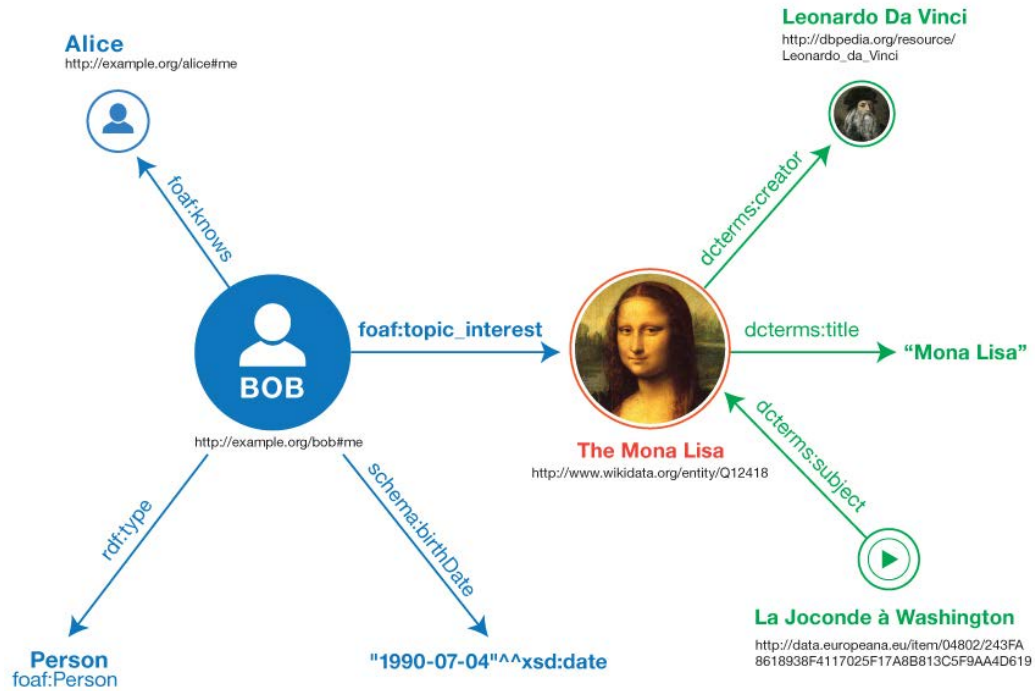 Alice
http://example.org/alice#me
Leonardo Da Vinci
http://dbpedia.org/resource/
Leonardo_da_Vinci
foaf:knows
dcterms:creator
BOB
http://example.org/bob#me
foaf:topic_interest
dcterms:title
“Mona Lisa”
The Mona Lisa
http://www.wikidata.org/entity/Q12418
dcterms:subject
rdf:type
schema:birthDate
Person
foaf:Person
"1990-07-04"^^xsd:date
La Joconde à Washington
http://data.europeana.eu/item/04802/243FA
8618938F4117025F17A8B813C5F9AA4D619